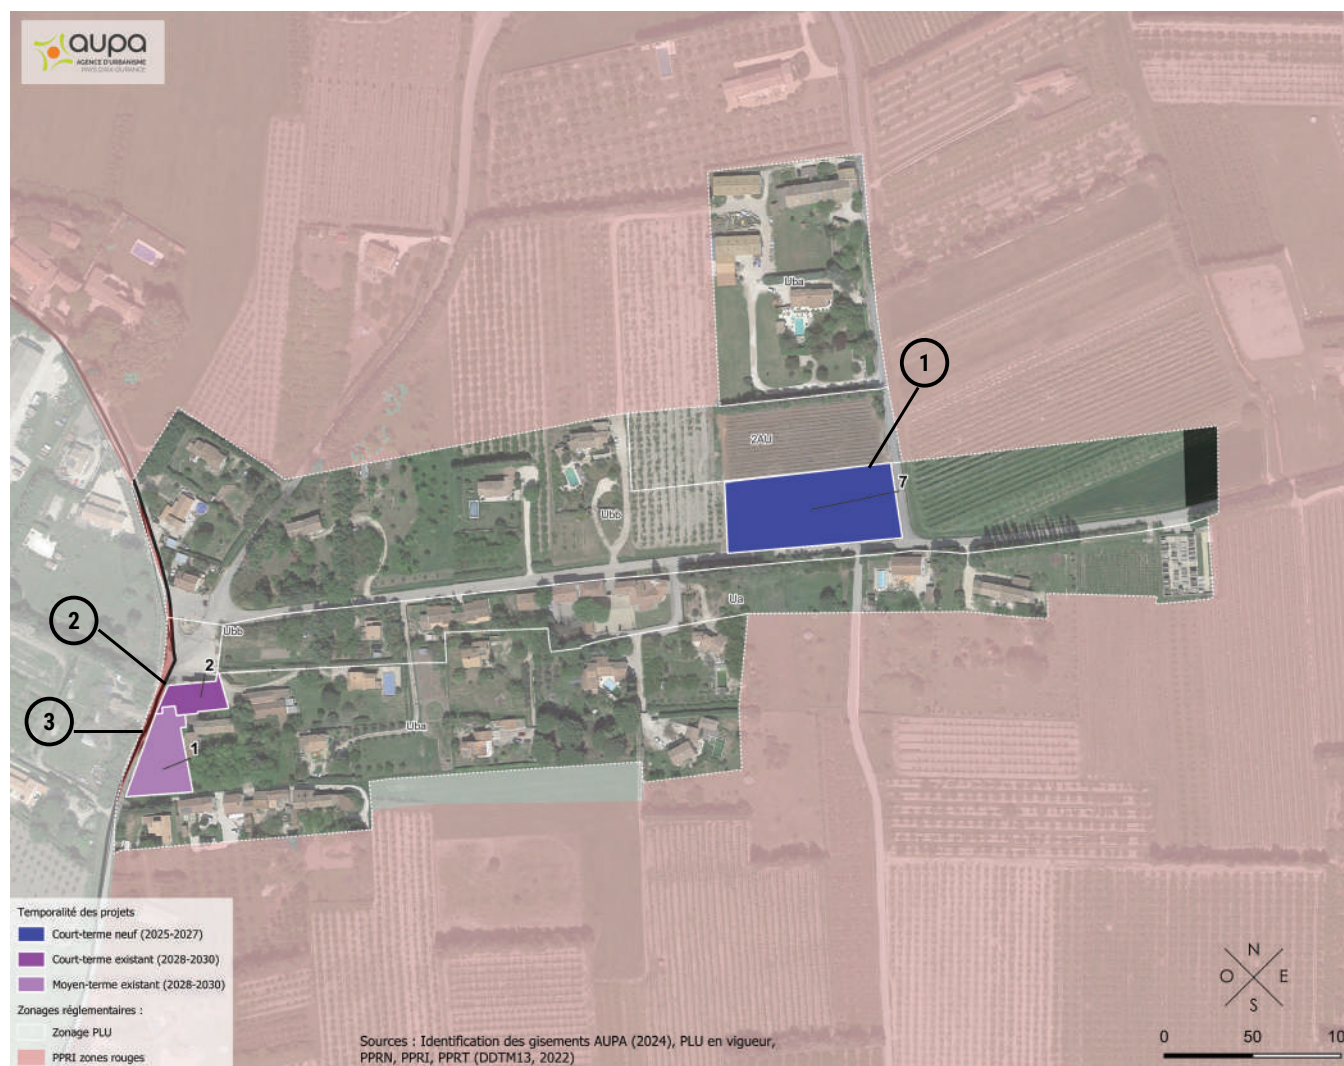 aupa
AGENCE D'URBANISME
PAYS D'AIX-DURANCE
Uba
1
2AU
7
Ubb
Ua
2
Ubb
2
3
Uba
1
Temporalité des projets
Court-terme neuf (2025-2027)
Court-terme existant (2028-2030)
Moyen-terme existant (2028-2030)
Zonages réglementaires :
Zonage PLU
PPRI zones rouges
Sources : Identification des gisements AUPA (2024), PLU en vigueur,
PPRN, PPRI, PPRT (DDTM13, 2022)
N
O E
S
0 50 10